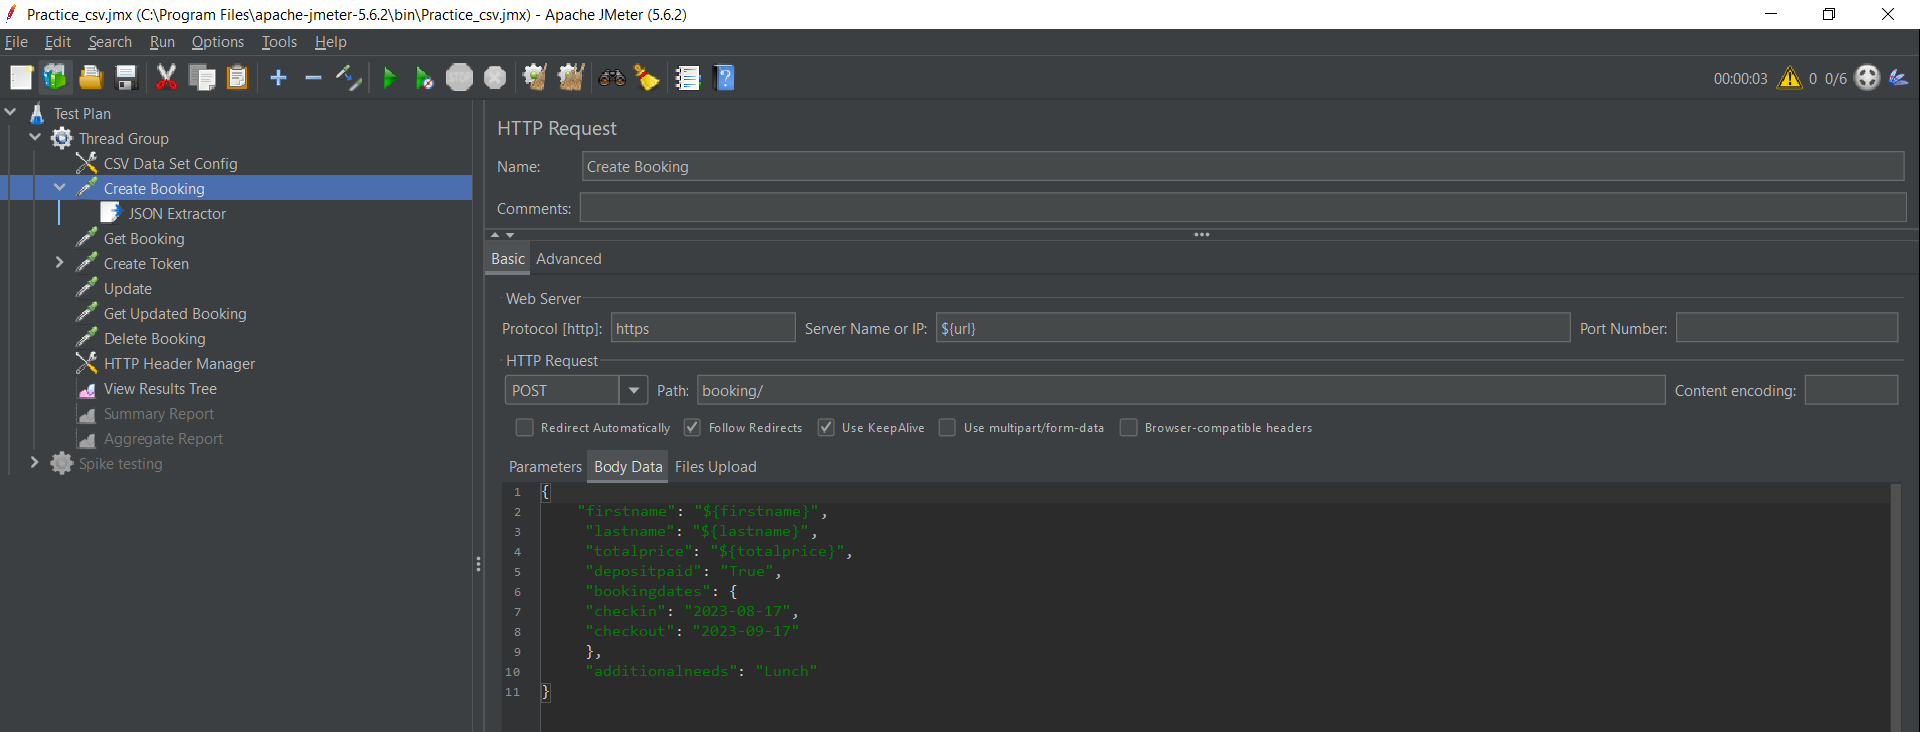 Practice_csv.jmx (C:\Program Files\apache-jmeter-5.6.2\bin\Practice_csv.jmx) - Apache JMeter (5.6.2)
File Edit Search Run Options Tools Help
STOP
00:00:03 0 0/6
Test Plan
Thread Group
CSV Data Set Config
Create Booking
JSON Extractor
Get Booking
Create Token
Update
Get Updated Booking
Delete Booking
HTTP Header Manager
View Results Tree
Summary Report
Aggregate Report
Spike testing
HTTP Request
Name: Create Booking
Comments:
Basic Advanced
Web Server
Protocol [http]: https Server Name or IP: ${url} Port Number:
HTTP Request
POST Path: booking/ Content encoding:
Redirect Automatically Follow Redirects Use KeepAlive Use multipart/form-data Browser-compatible headers
Parameters Body Data Files Upload
1 {
2 "firstname": "${firstname}",
3 "lastname": "${lastname}",
4 "totalprice": "${totalprice}",
5 "depositpaid": "True",
6 "bookingdates": {
7 "checkin": "2023-08-17",
8 "checkout": "2023-09-17"
9 },
10 "additionalneeds": "Lunch"
11 }